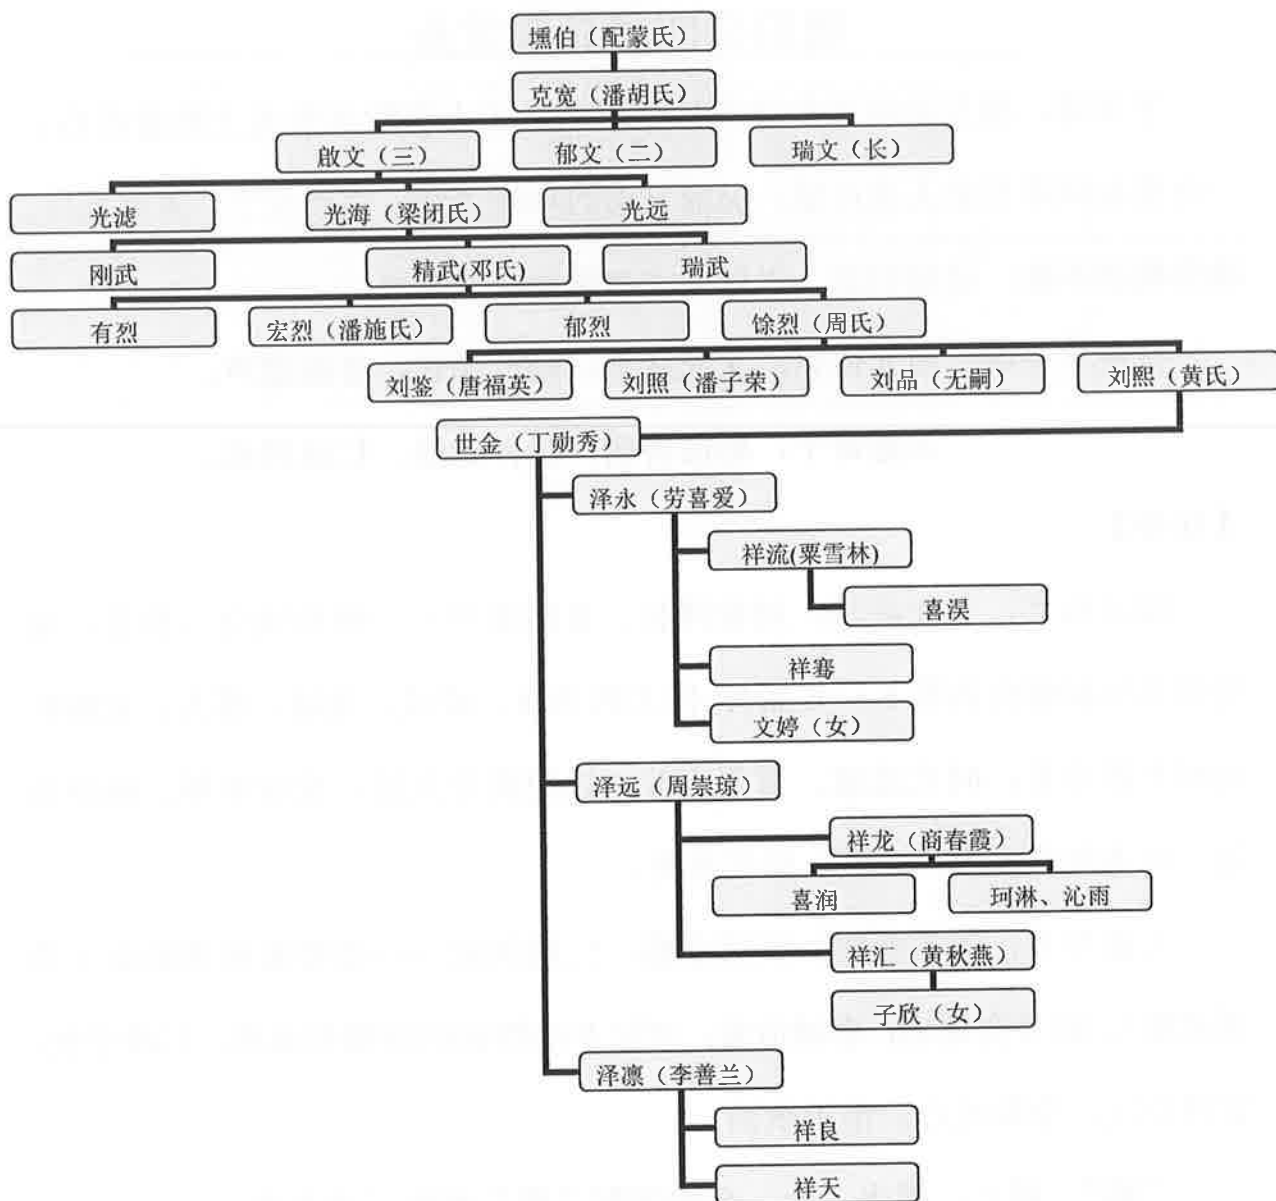 壎伯（配蒙氏）
克宽（潘胡氏）
啟文（三） 郁文（二） 瑞文（长）
光滤 光海（梁闭氏） 光远
刚武 精武(邓氏) 瑞武
有烈 宏烈（潘施氏） 郁烈 馀烈（周氏）
刘鉴（唐福英） 刘照（潘子荣） 刘品（无嗣） 刘熙（黄氏）
世金（丁勋秀）
泽永（劳喜爱）
祥流(粟雪林)
喜淏
祥骞
文婷（女）
泽远（周崇琼）
祥龙（商春霞）
喜润 珂淋、沁雨
祥汇（黄秋燕）
子欣（女）
泽凛（李善兰）
祥良
祥天